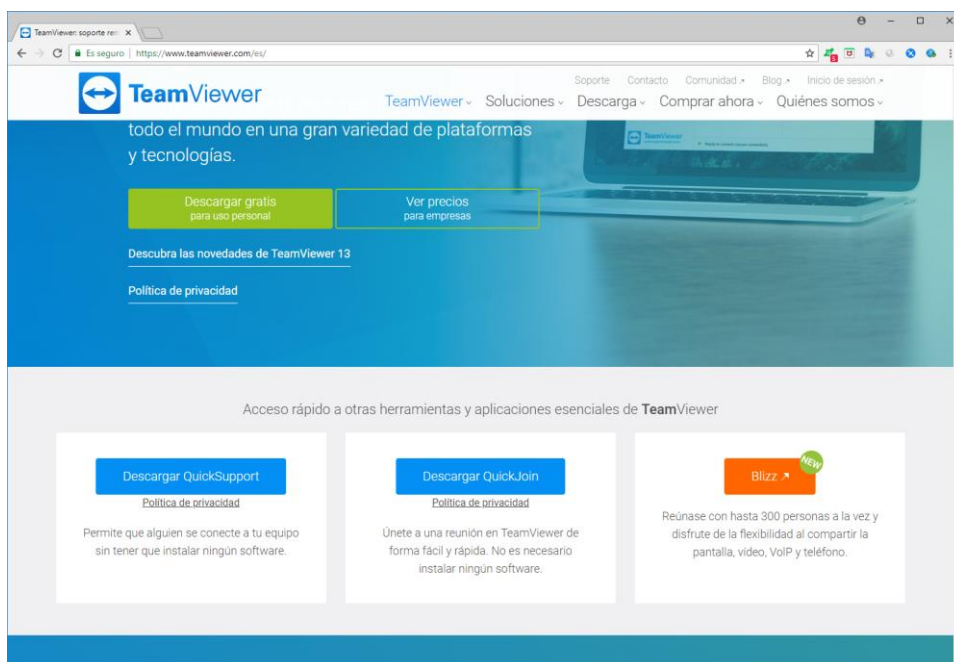 TeamViewer: soporte rem
Es seguro | https://www.teamviewer.com/es/
Soporte Contacto Comunidad Blog Inicio de sesión
TeamViewer
TeamViewer Soluciones Descarga Comprar ahora Quiénes somos
todo el mundo en una gran variedad de plataformas
y tecnologías.
TeamViewer
Descargar gratis
para uso personal
Ver precios
para empresas
Descubra las novedades de TeamViewer 13
Política de privacidad
Acceso rápido a otras herramientas y aplicaciones esenciales de TeamViewer
Descargar QuickSupport
Política de privacidad
Permite que alguien se conecte a tu equipo
sin tener que instalar ningún software.
Descargar QuickJoin
Política de privacidad
Únete a una reunión en TeamViewer de
forma fácil y rápida. No es necesario
instalar ningún software.
NEW
Blizz
Reúnase con hasta 300 personas a la vez y
disfrute de la flexibilidad al compartir la
pantalla, vídeo, VoIP y teléfono.